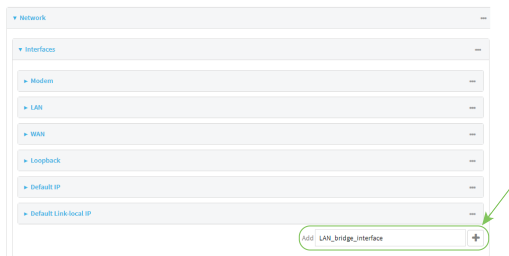 Network
Interfaces
Modem
LAN
WAN
Loopback
Default IP
Default Link-local IP
Add LAN_bridge_interface